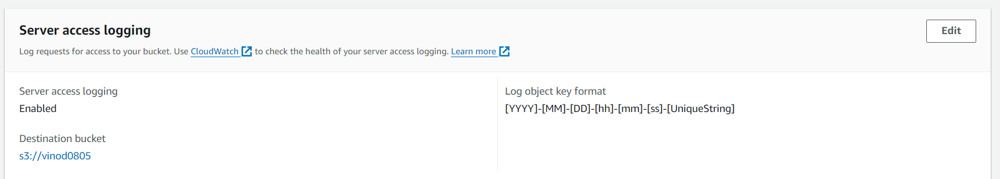 Server access logging
Edit
Log requests for access to your bucket. Use CloudWatch to check the health of your server access logging. Learn more
Server access logging
Enabled
Destination bucket
s3://vinod0805
Log object key format
[YYYY]-[MM]-[DD]-[hh]-[mm]-[ss]-[UniqueString]